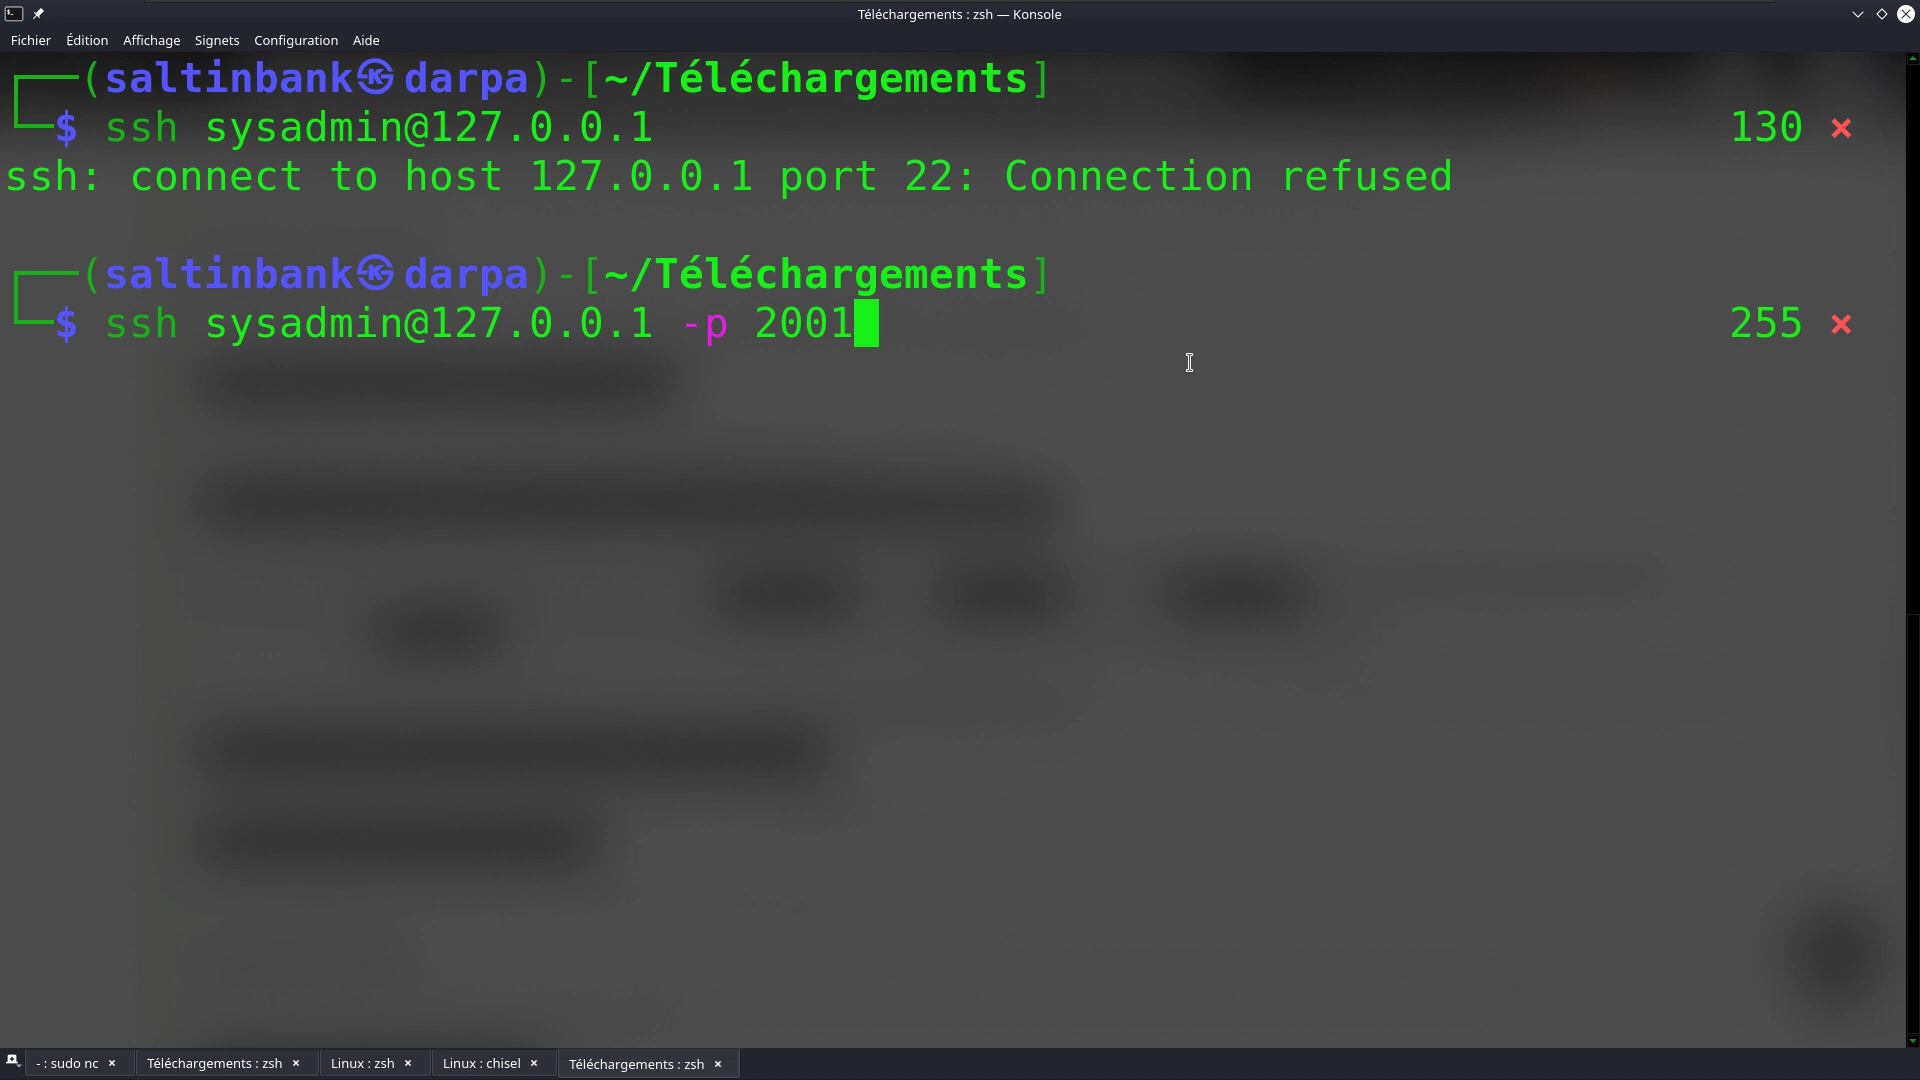 Téléchargements : zsh — Konsole
Fichier Édition Affichage Signets Configuration Aide
(saltinbank㉿darpa)-[~/Téléchargements]
$ ssh sysadmin@127.0.0.1 130 ×
ssh: connect to host 127.0.0.1 port 22: Connection refused
(saltinbank㉿darpa)-[~/Téléchargements]
$ ssh sysadmin@127.0.0.1 -p 2001 255 ×
- : sudo nc × Téléchargements : zsh × Linux : zsh × Linux : chisel × Téléchargements : zsh ×